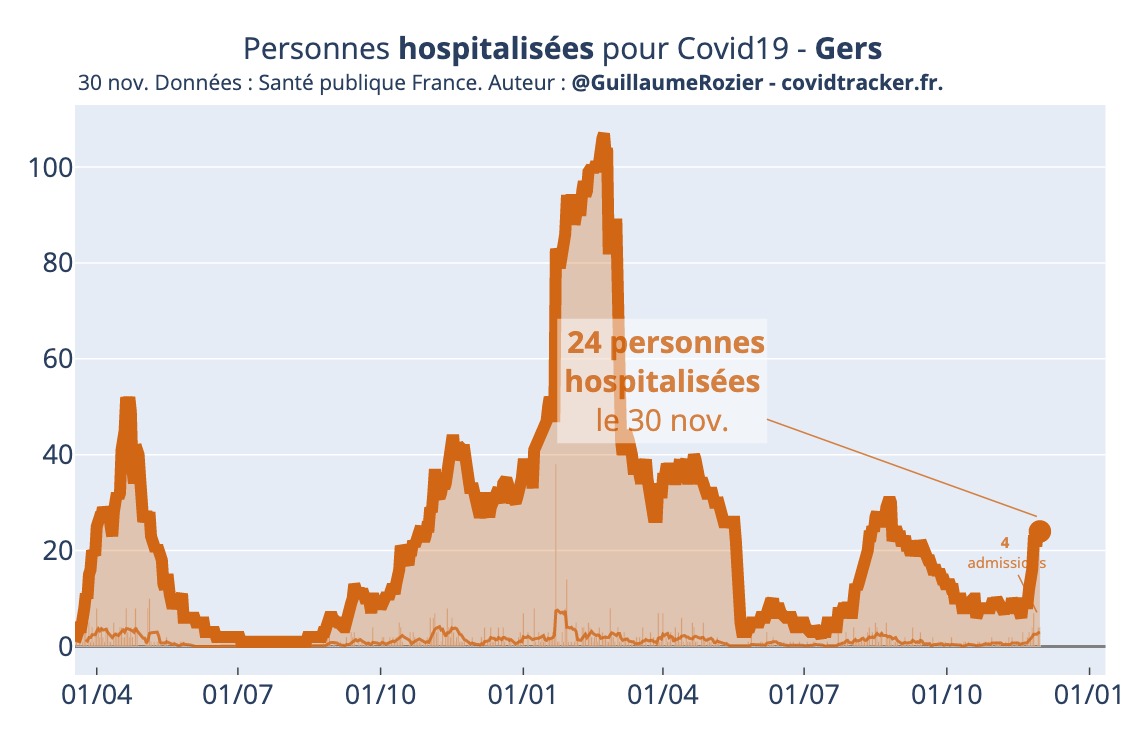 Personnes hospitalisées pour Covid19 - Gers
30 nov. Données : Santé publique France. Auteur : @GuillaumeRozier - covidtracker.fr.
100
80
60
40
20
0
24 personnes
hospitalisées
le 30 nov.
4
admissions
01/04 01/07 01/10 01/01 01/04 01/07 01/10 01/01